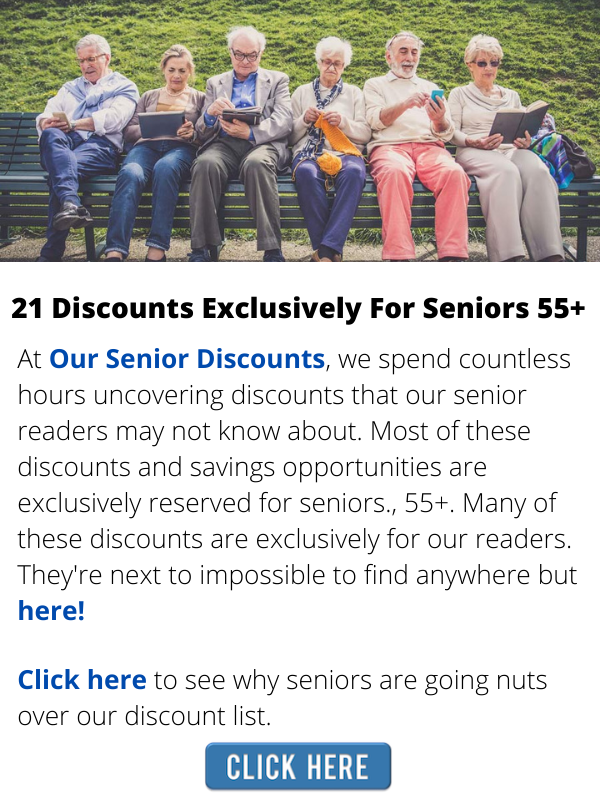 21 Discounts Exclusively For Seniors 55+
At Our Senior Discounts, we spend countless
hours uncovering discounts that our senior
readers may not know about. Most of these
discounts and savings opportunities are
exclusively reserved for seniors., 55+. Many of
these discounts are exclusively for our readers.
They're next to impossible to find anywhere but
here!
Click here to see why seniors are going nuts
over our discount list.
CLICK HERE